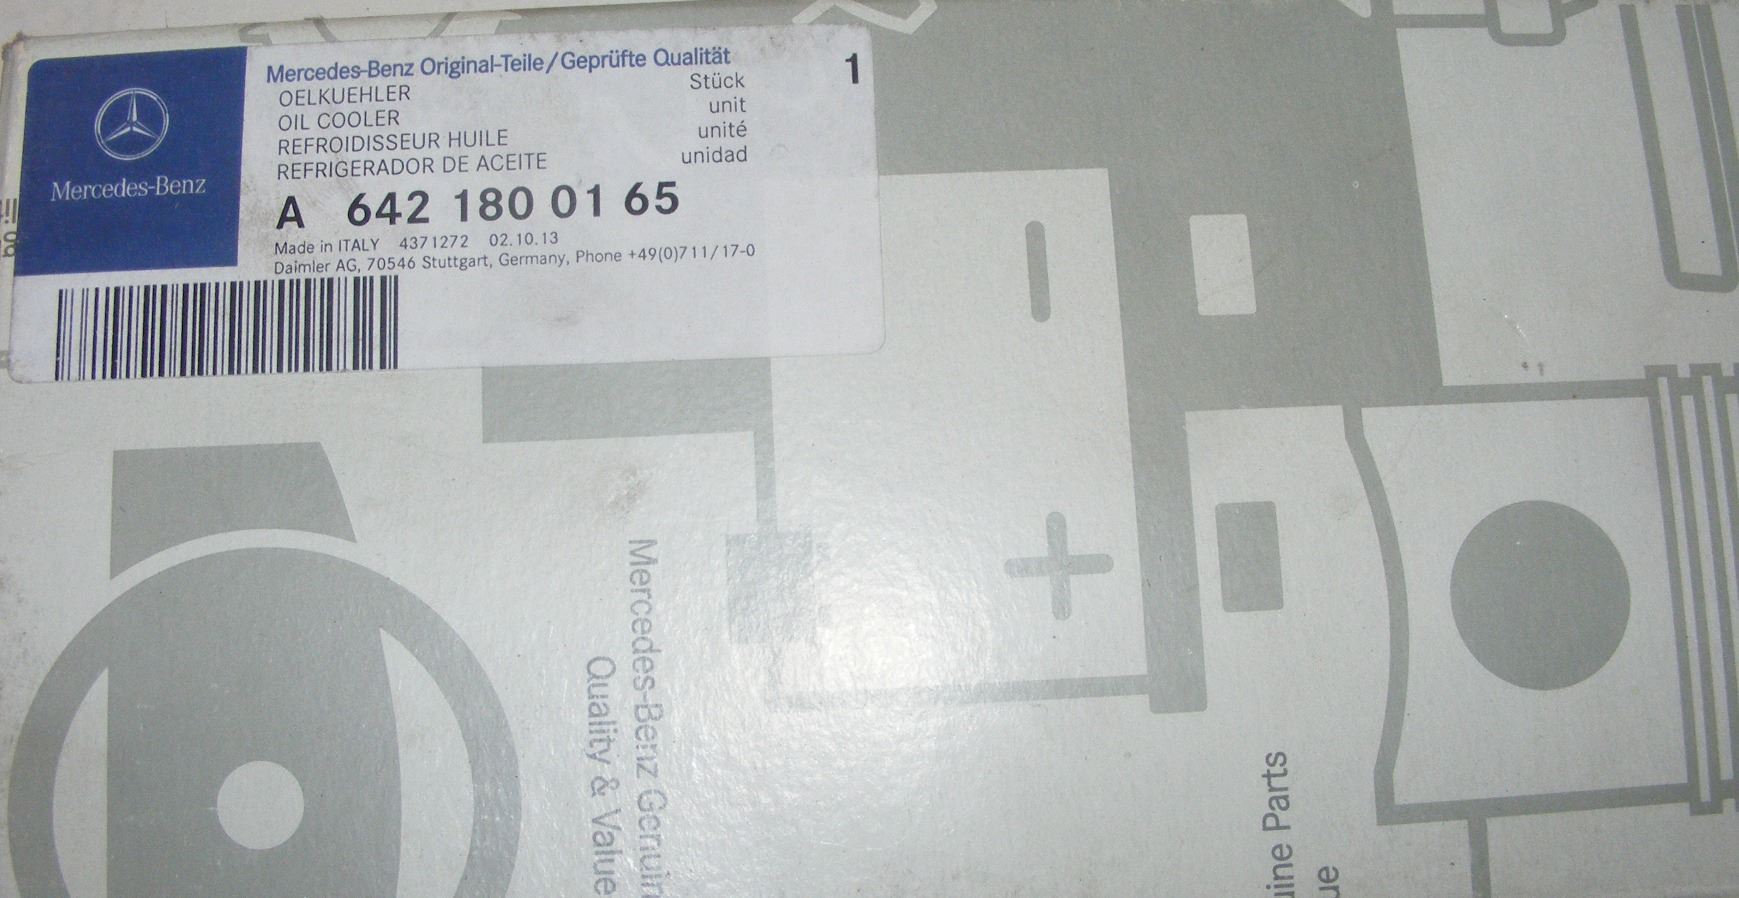 Mercedes-Benz
Mercedes-Benz Original-Teile/Geprüfte Qualität
OELKUEHLER Stück 1
OIL COOLER unit
REFROIDISSEUR HUILE unité
REFRIGERADOR DE ACEITE unidad
A 642 180 01 65
Made in ITALY 4371272 02.10.13
Daimler AG, 70546 Stuttgart, Germany, Phone +49(0)711/17-0
Mercedes-Benz Genuin
Quality & Value
uine Parts
ue